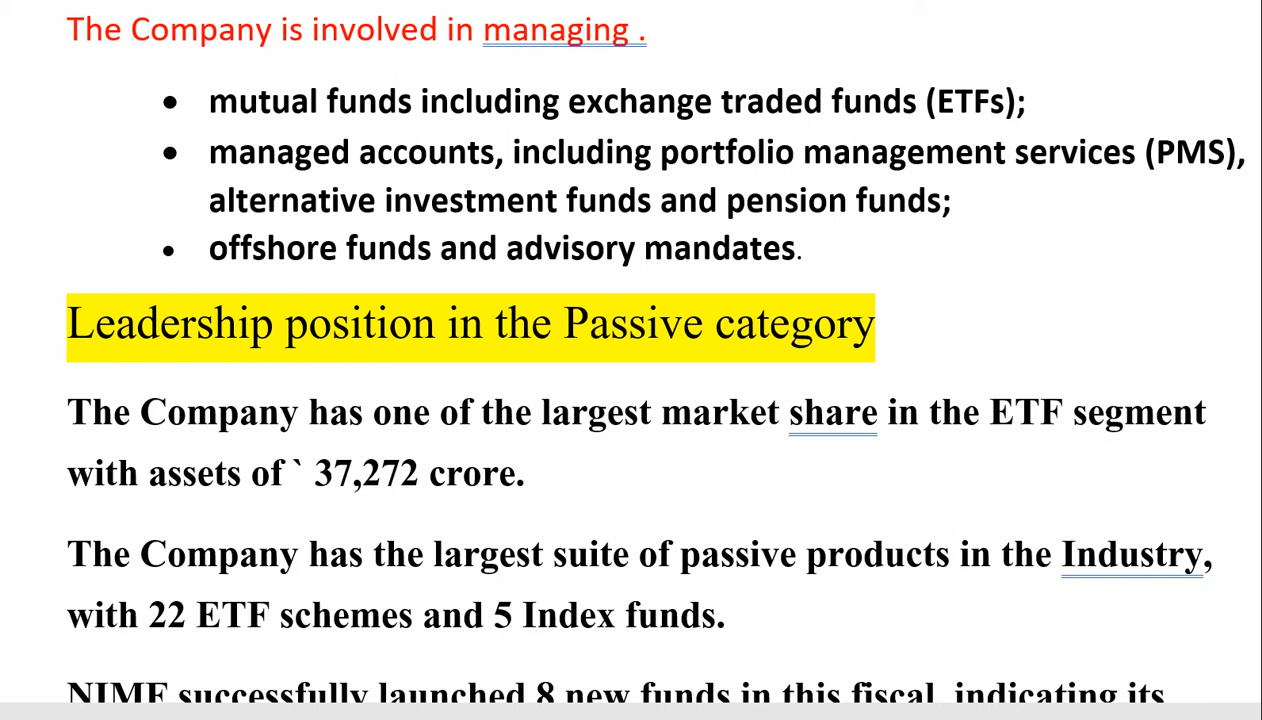 The Company is involved in managing .
• mutual funds including exchange traded funds (ETFs);
• managed accounts, including portfolio management services (PMS),
alternative investment funds and pension funds;
• offshore funds and advisory mandates.
Leadership position in the Passive category
The Company has one of the largest market share in the ETF segment
with assets of ` 37,272 crore.
The Company has the largest suite of passive products in the Industry,
with 22 ETF schemes and 5 Index funds.
NIMF successfully launched 8 new funds in this fiscal, indicating its